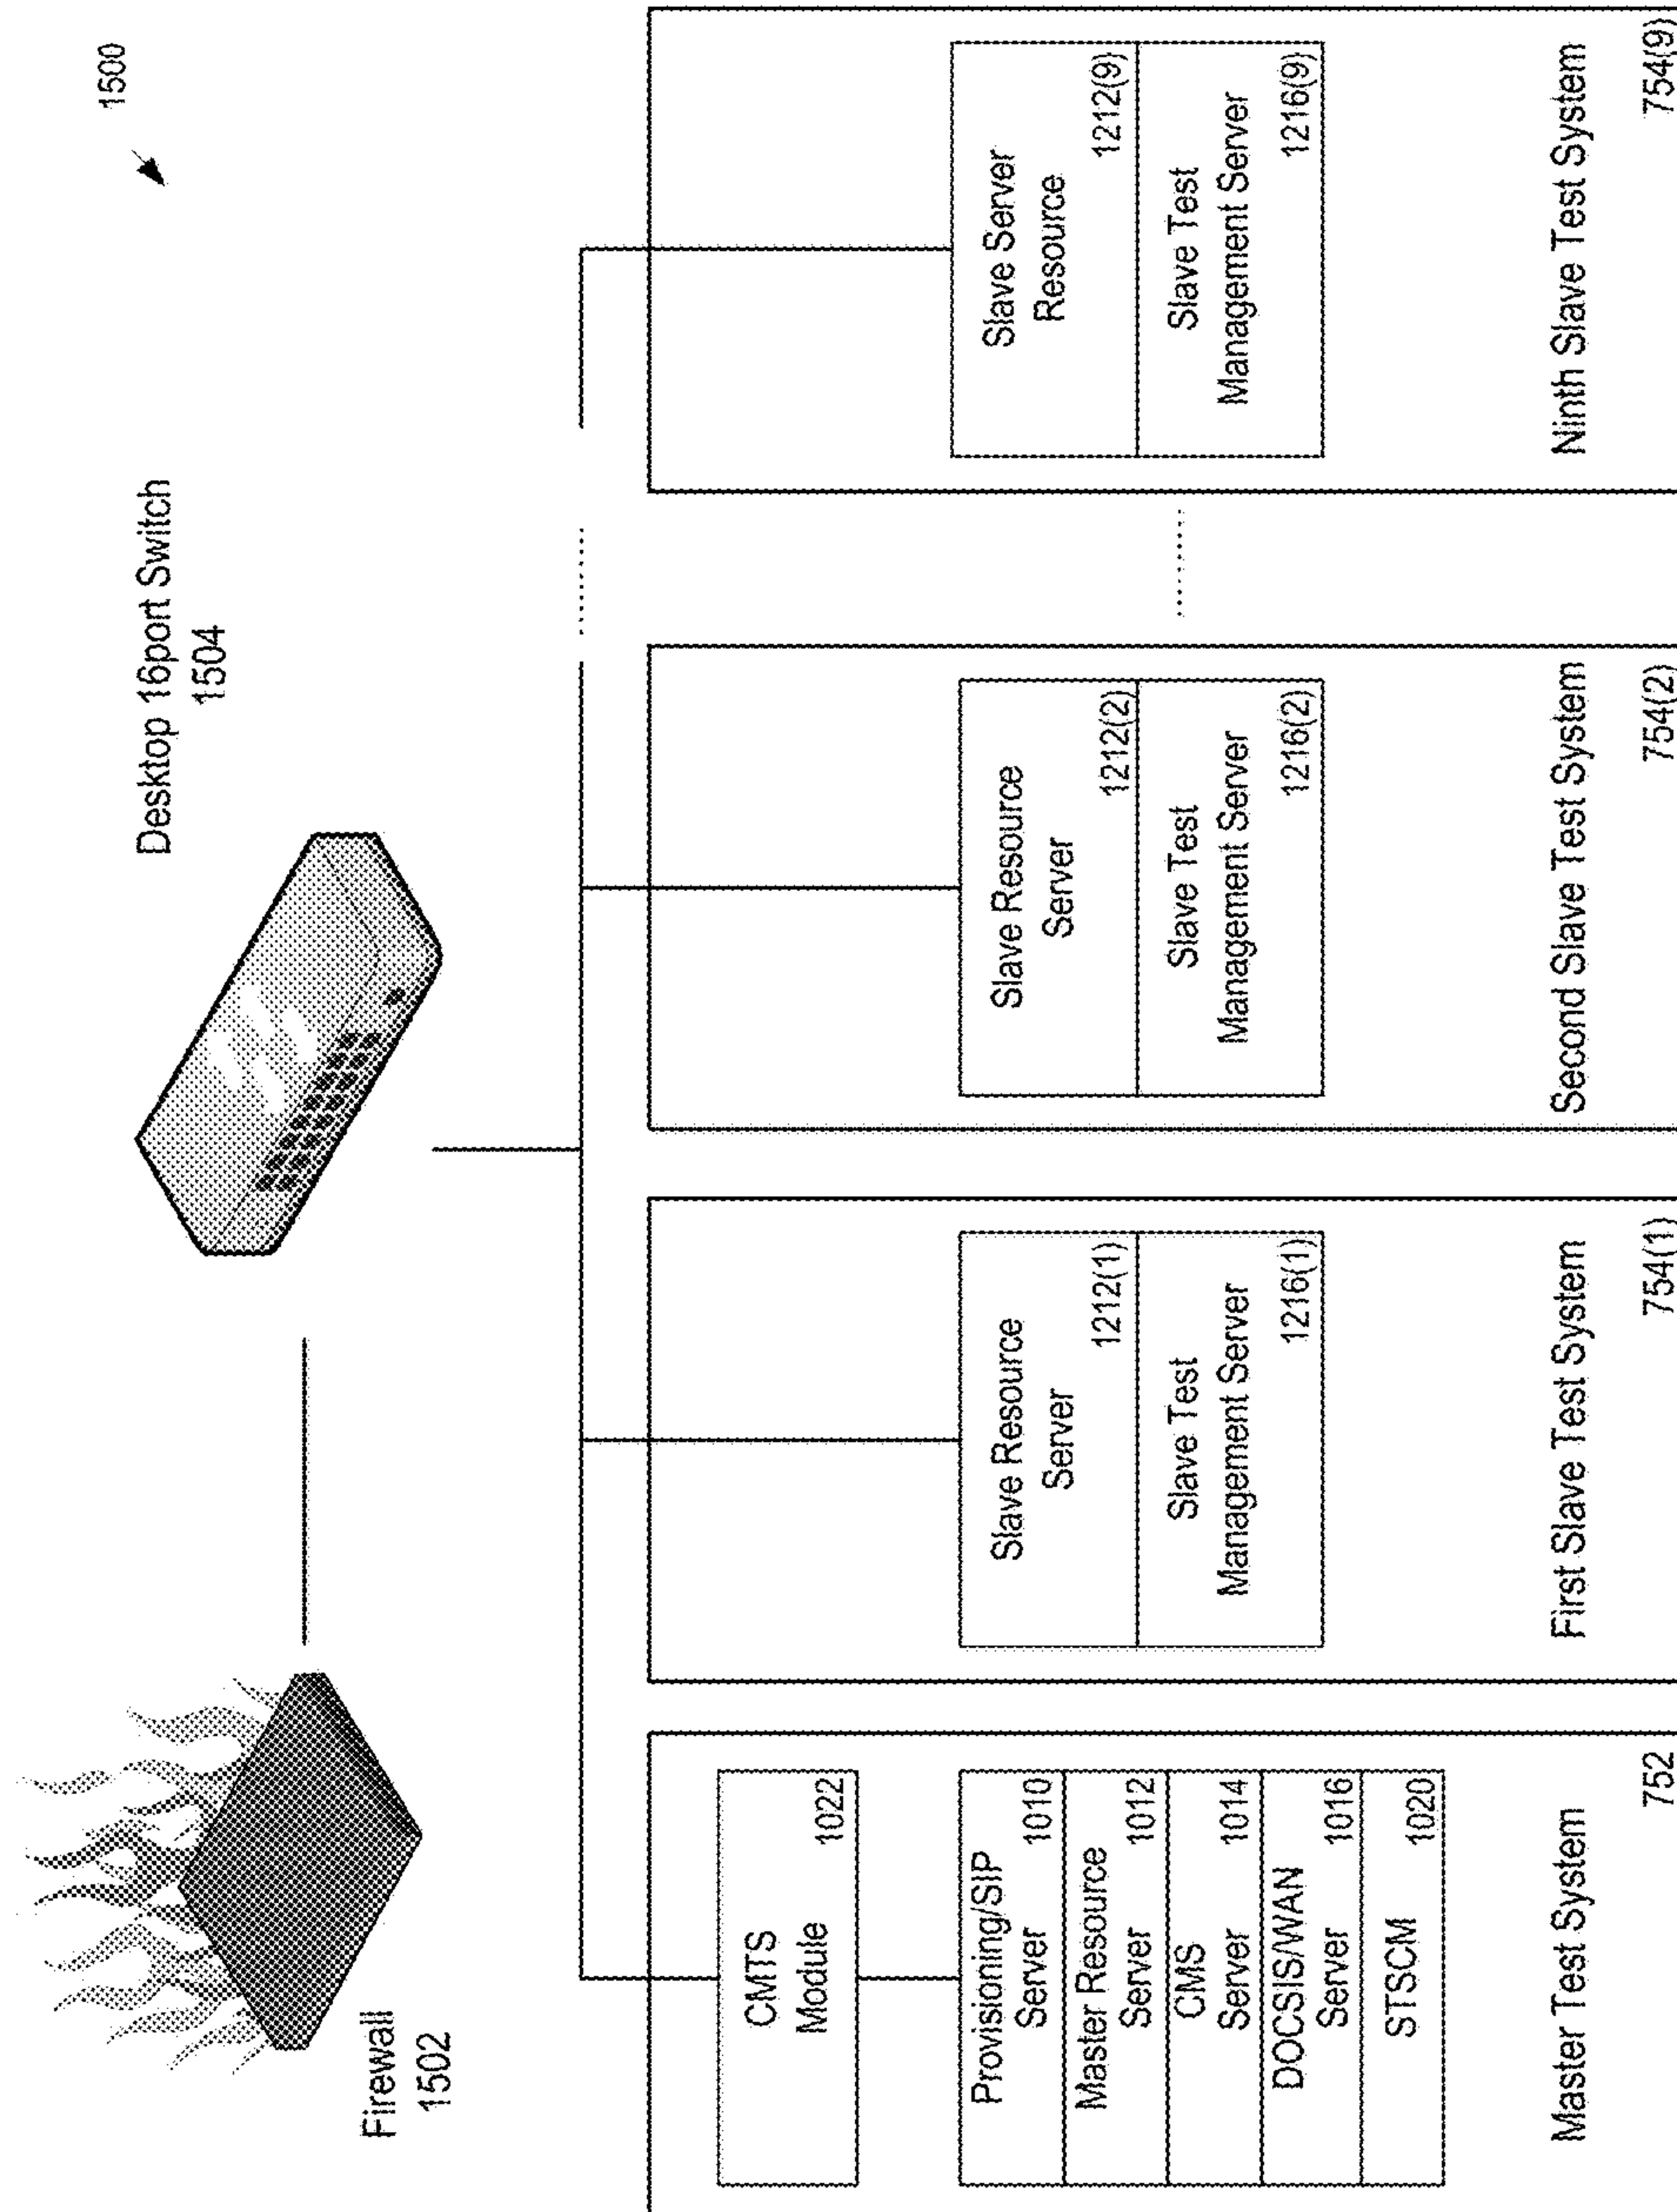 1500
Desktop 16port Switch
1504
Firewall
1502
CMTS
Module
1022
Provisioning/SIP
Server
1010
Master Resource
Server
1012
CMS
Server
1014
DOCSIS/WAN
Server
1016
STSCM
1020
Master Test System
752
Slave Resource
Server
1212(1)
Slave Test
Management Server
1216(1)
First Slave Test System
754(1)
Slave Resource
Server
1212(2)
Slave Test
Management Server
1216(2)
Second Slave Test System
754(2)
Slave Server
Resource
1212(9)
Slave Test
Management Server
1216(9)
Ninth Slave Test System
754(9)